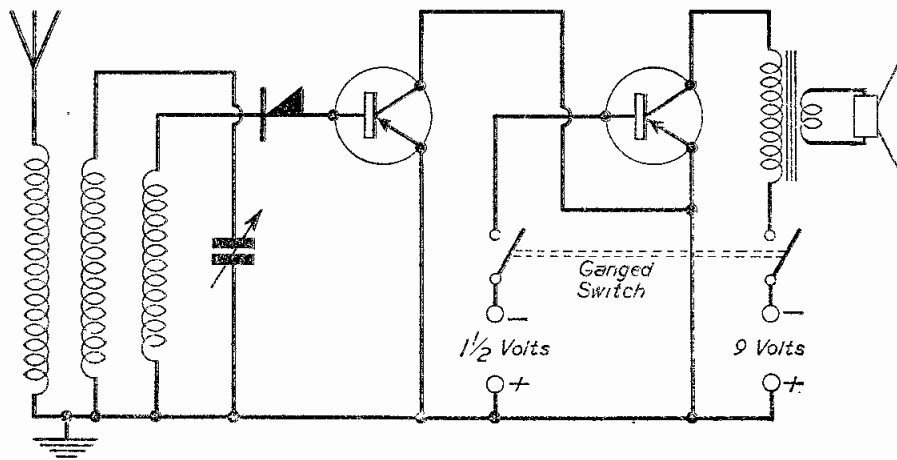 Ganged
Switch
—
1½ Volts
+
—
9 Volts
+